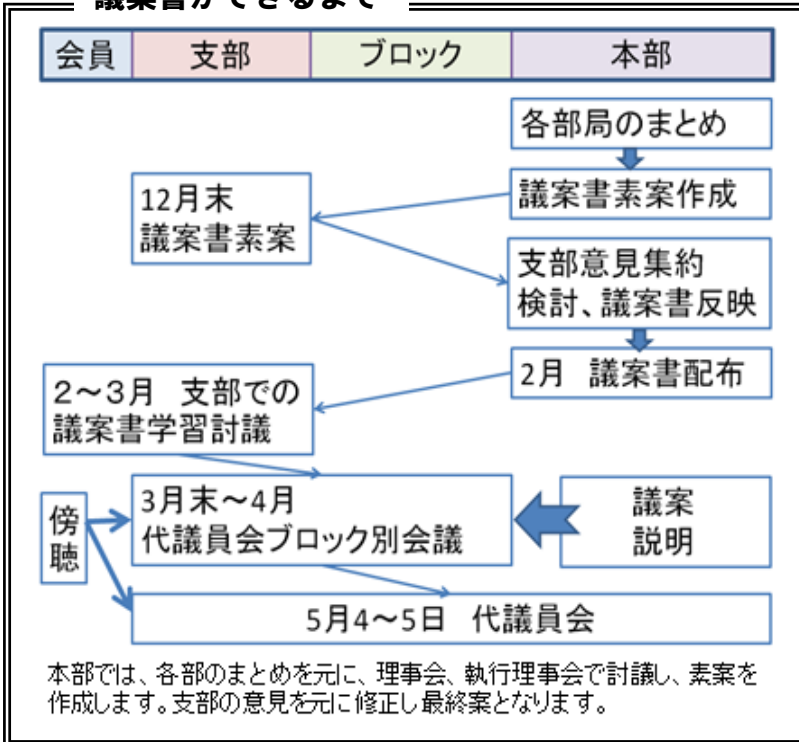 議案書ができるまで
会員 支部 ブロック 本部
各部局のまとめ
議案書素案作成
12月末
議案書素案
支部意見集約
検討、議案書反映
2月 議案書配布
2～3月 支部での
議案書学習討議
3月末～4月
代議員会ブロック別会議
議案
説明
傍
聴
5月4～5日 代議員会
本部では、各部のまとめを元に、理事会、執行理事会で討議し、素案を
作成します。支部の意見を元に修正し最終案となります。